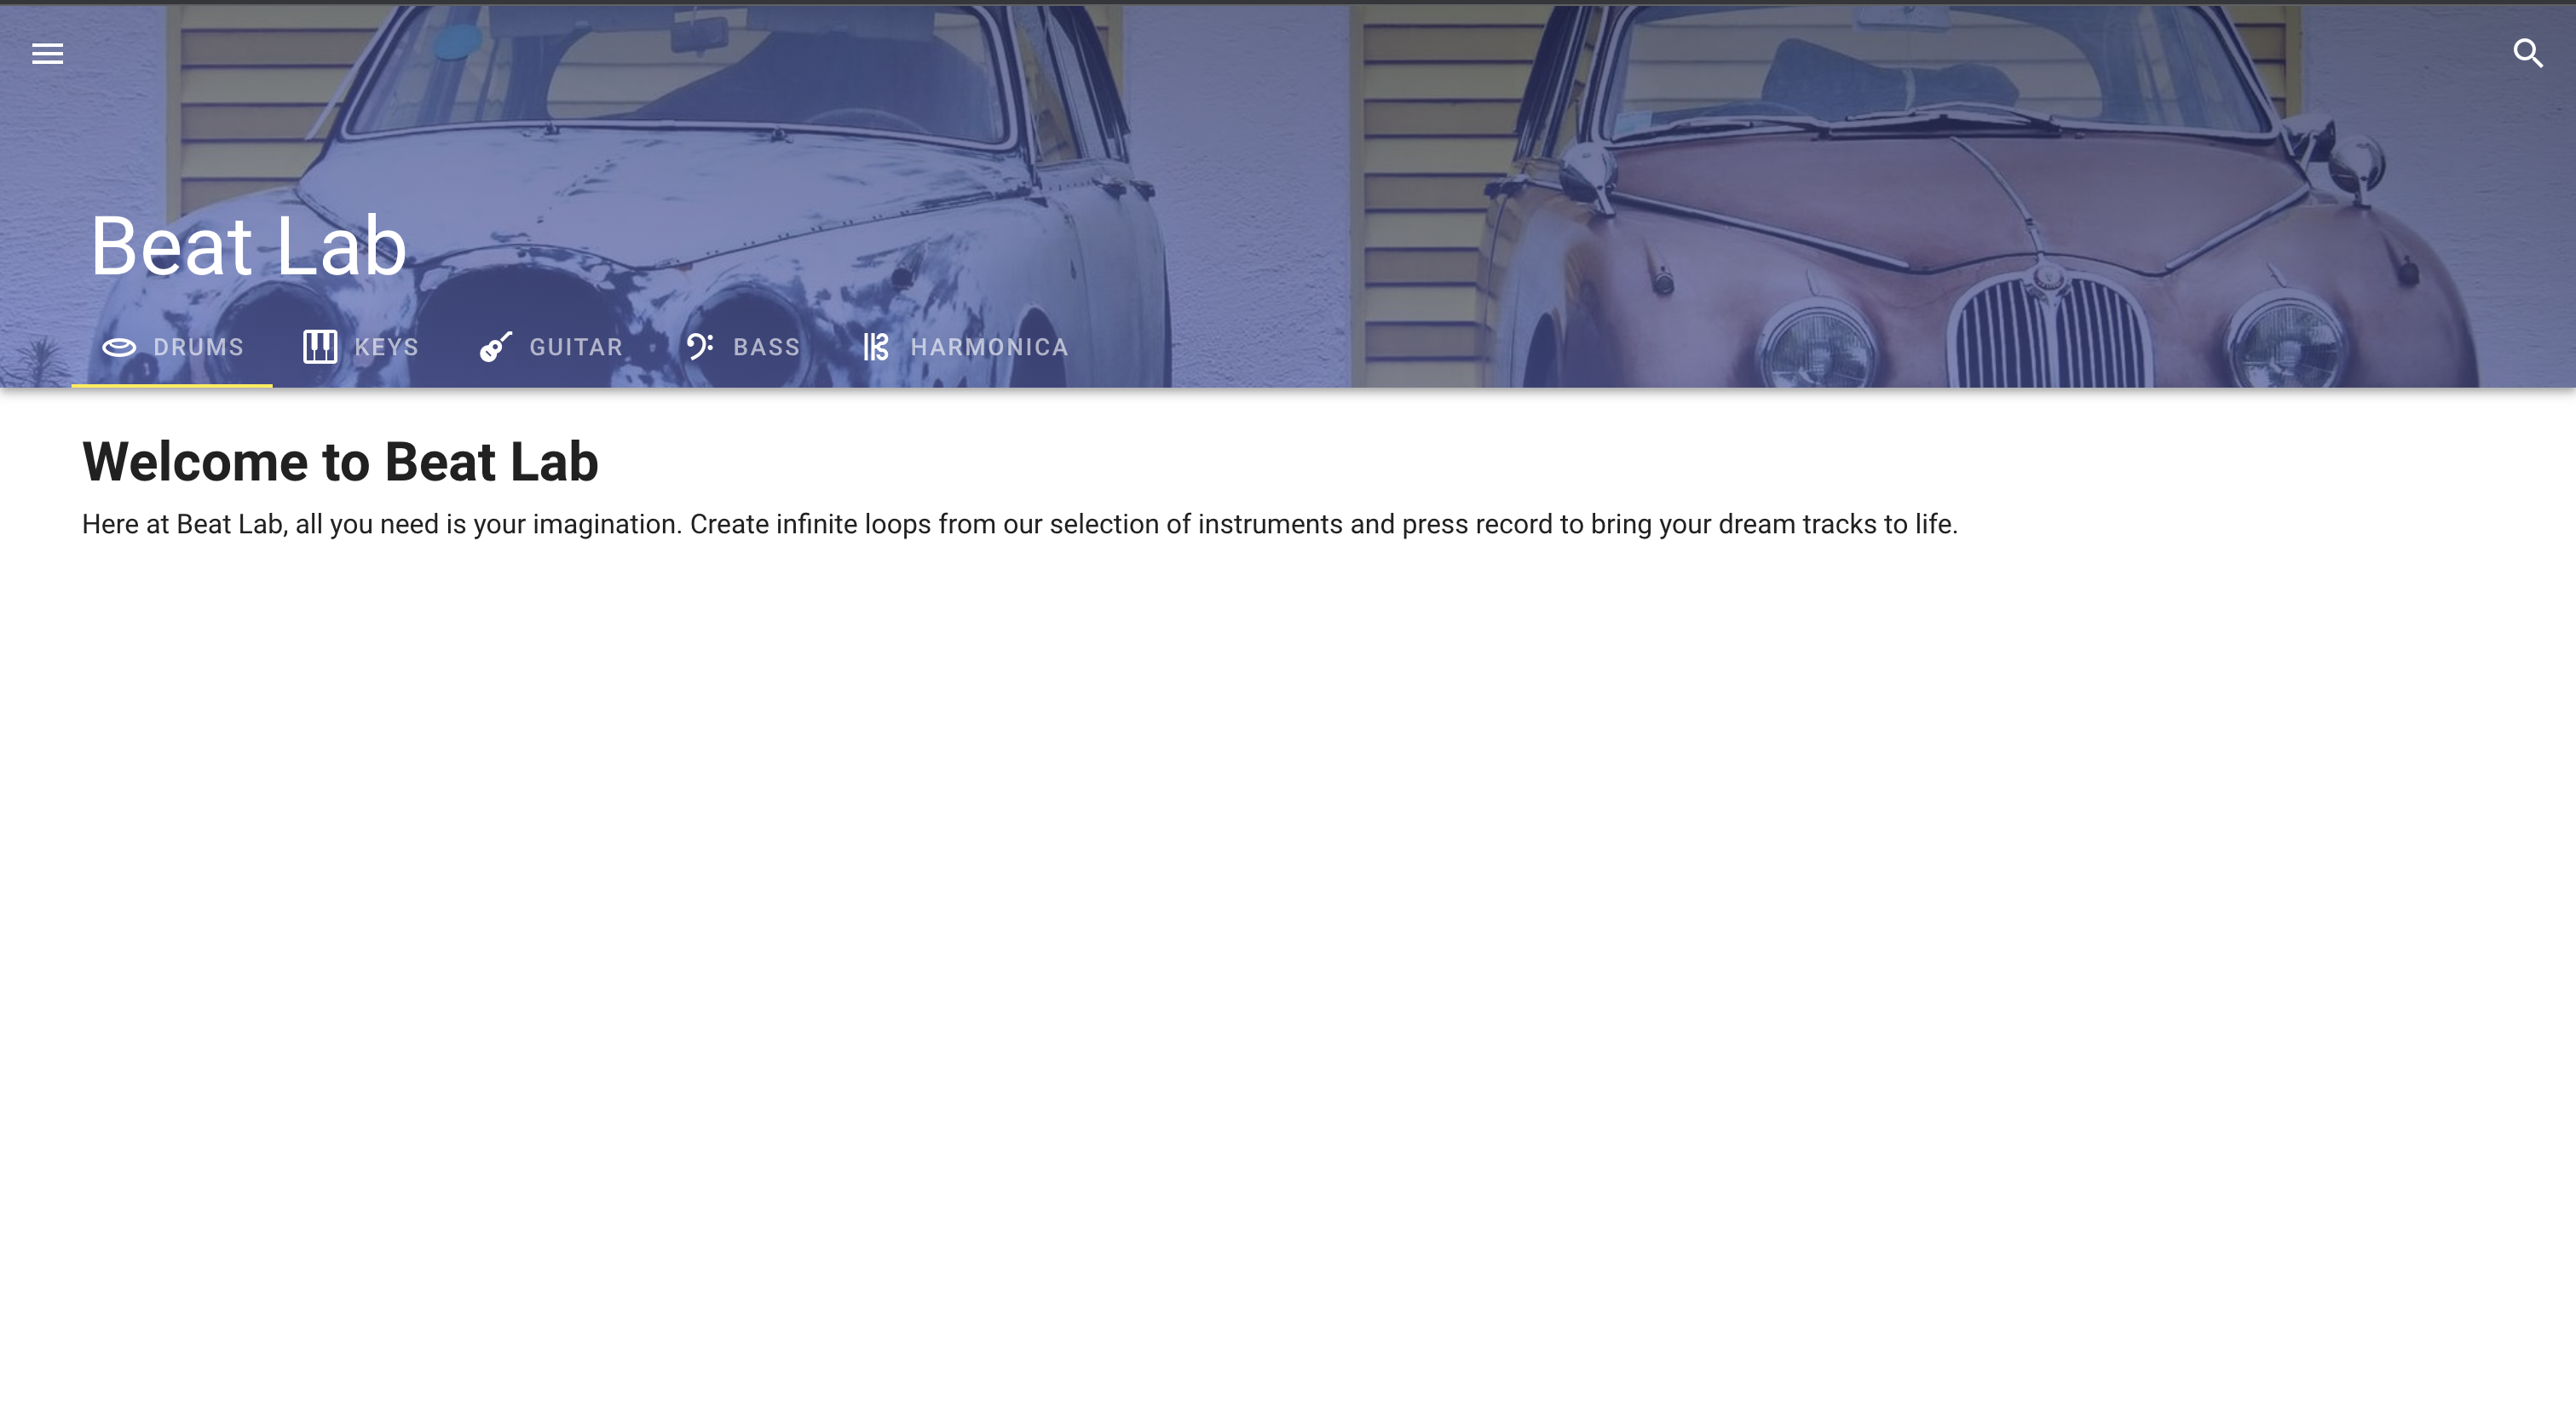 Beat Lab
DRUMS KEYS GUITAR BASS HARMONICA
Welcome to Beat Lab
Here at Beat Lab, all you need is your imagination. Create infinite loops from our selection of instruments and press record to bring your dream tracks to life.